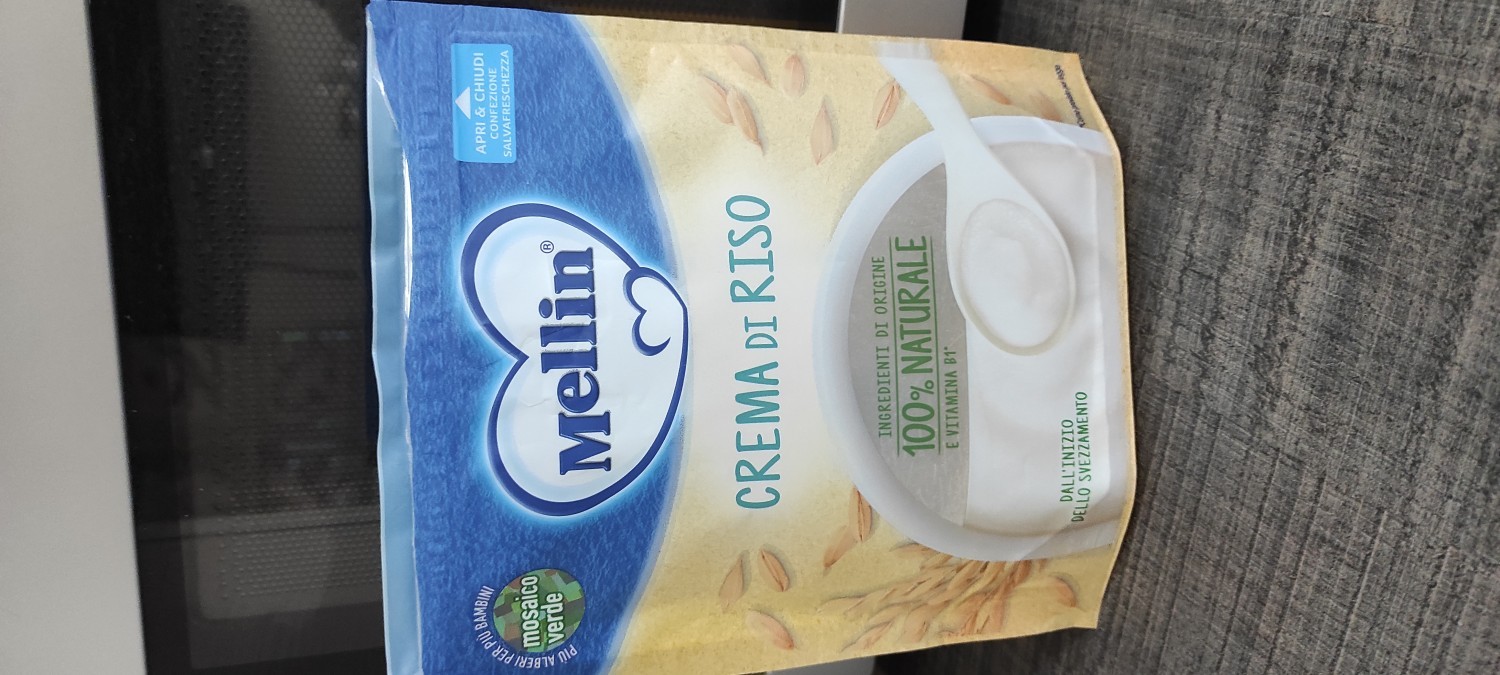 APRI & CHIUDI
CONFEZIONE
SALVAFRESCHEZZA
Mellin®
PIÙ ALBERI PER PIÙ BAMBINI
mosaico
verde
CREMA DI RISO
INGREDIENTI DI ORIGINE
100% NATURALE
E VITAMINA B1*
DALL'INIZIO
DELLO SVEZZAMENTO